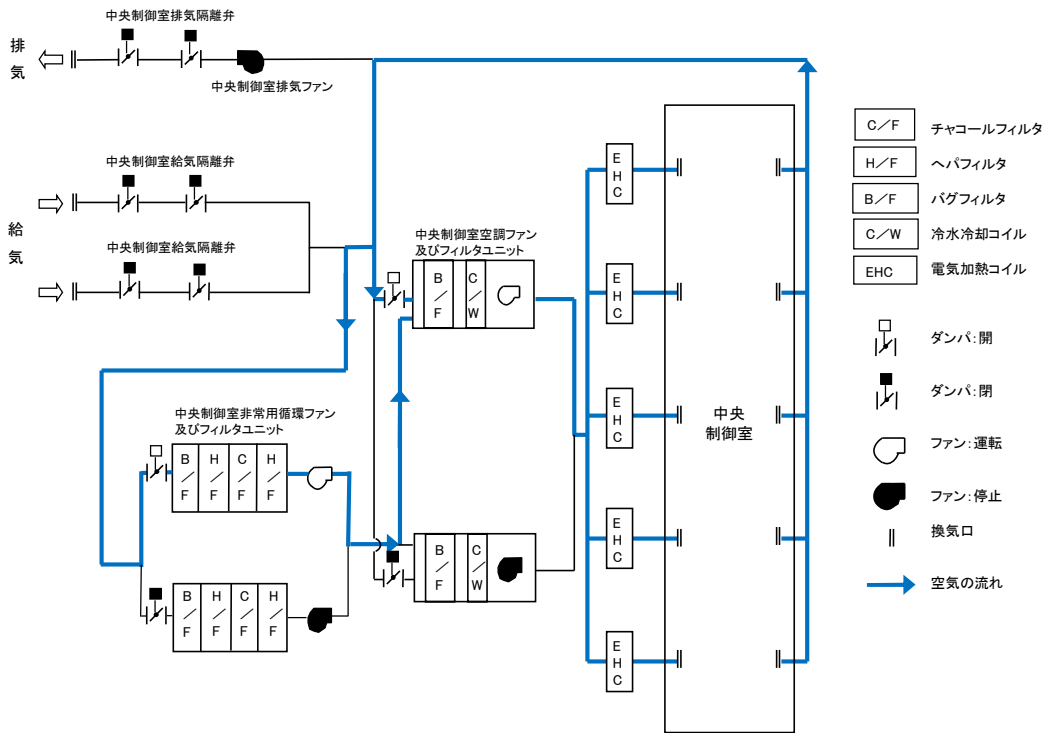 中央制御室排気隔離弁
排
気
中央制御室排気ファン
中央制御室給気隔離弁
給
気
中央制御室給気隔離弁
中央制御室空調ファン
及びフィルタユニット
B/F
C/W
中央制御室非常用循環ファン
及びフィルタユニット
B/F
H/F
C/F
H/F
B/F
H/F
C/F
H/F
B/F
C/W
EHC
EHC
EHC
EHC
EHC
中央
制御室
C/F チャコールフィルタ
H/F ヘパフィルタ
B/F バグフィルタ
C/W 冷水冷却コイル
EHC 電気加熱コイル
ダンパ:開
ダンパ:閉
ファン:運転
ファン:停止
換気口
空気の流れ